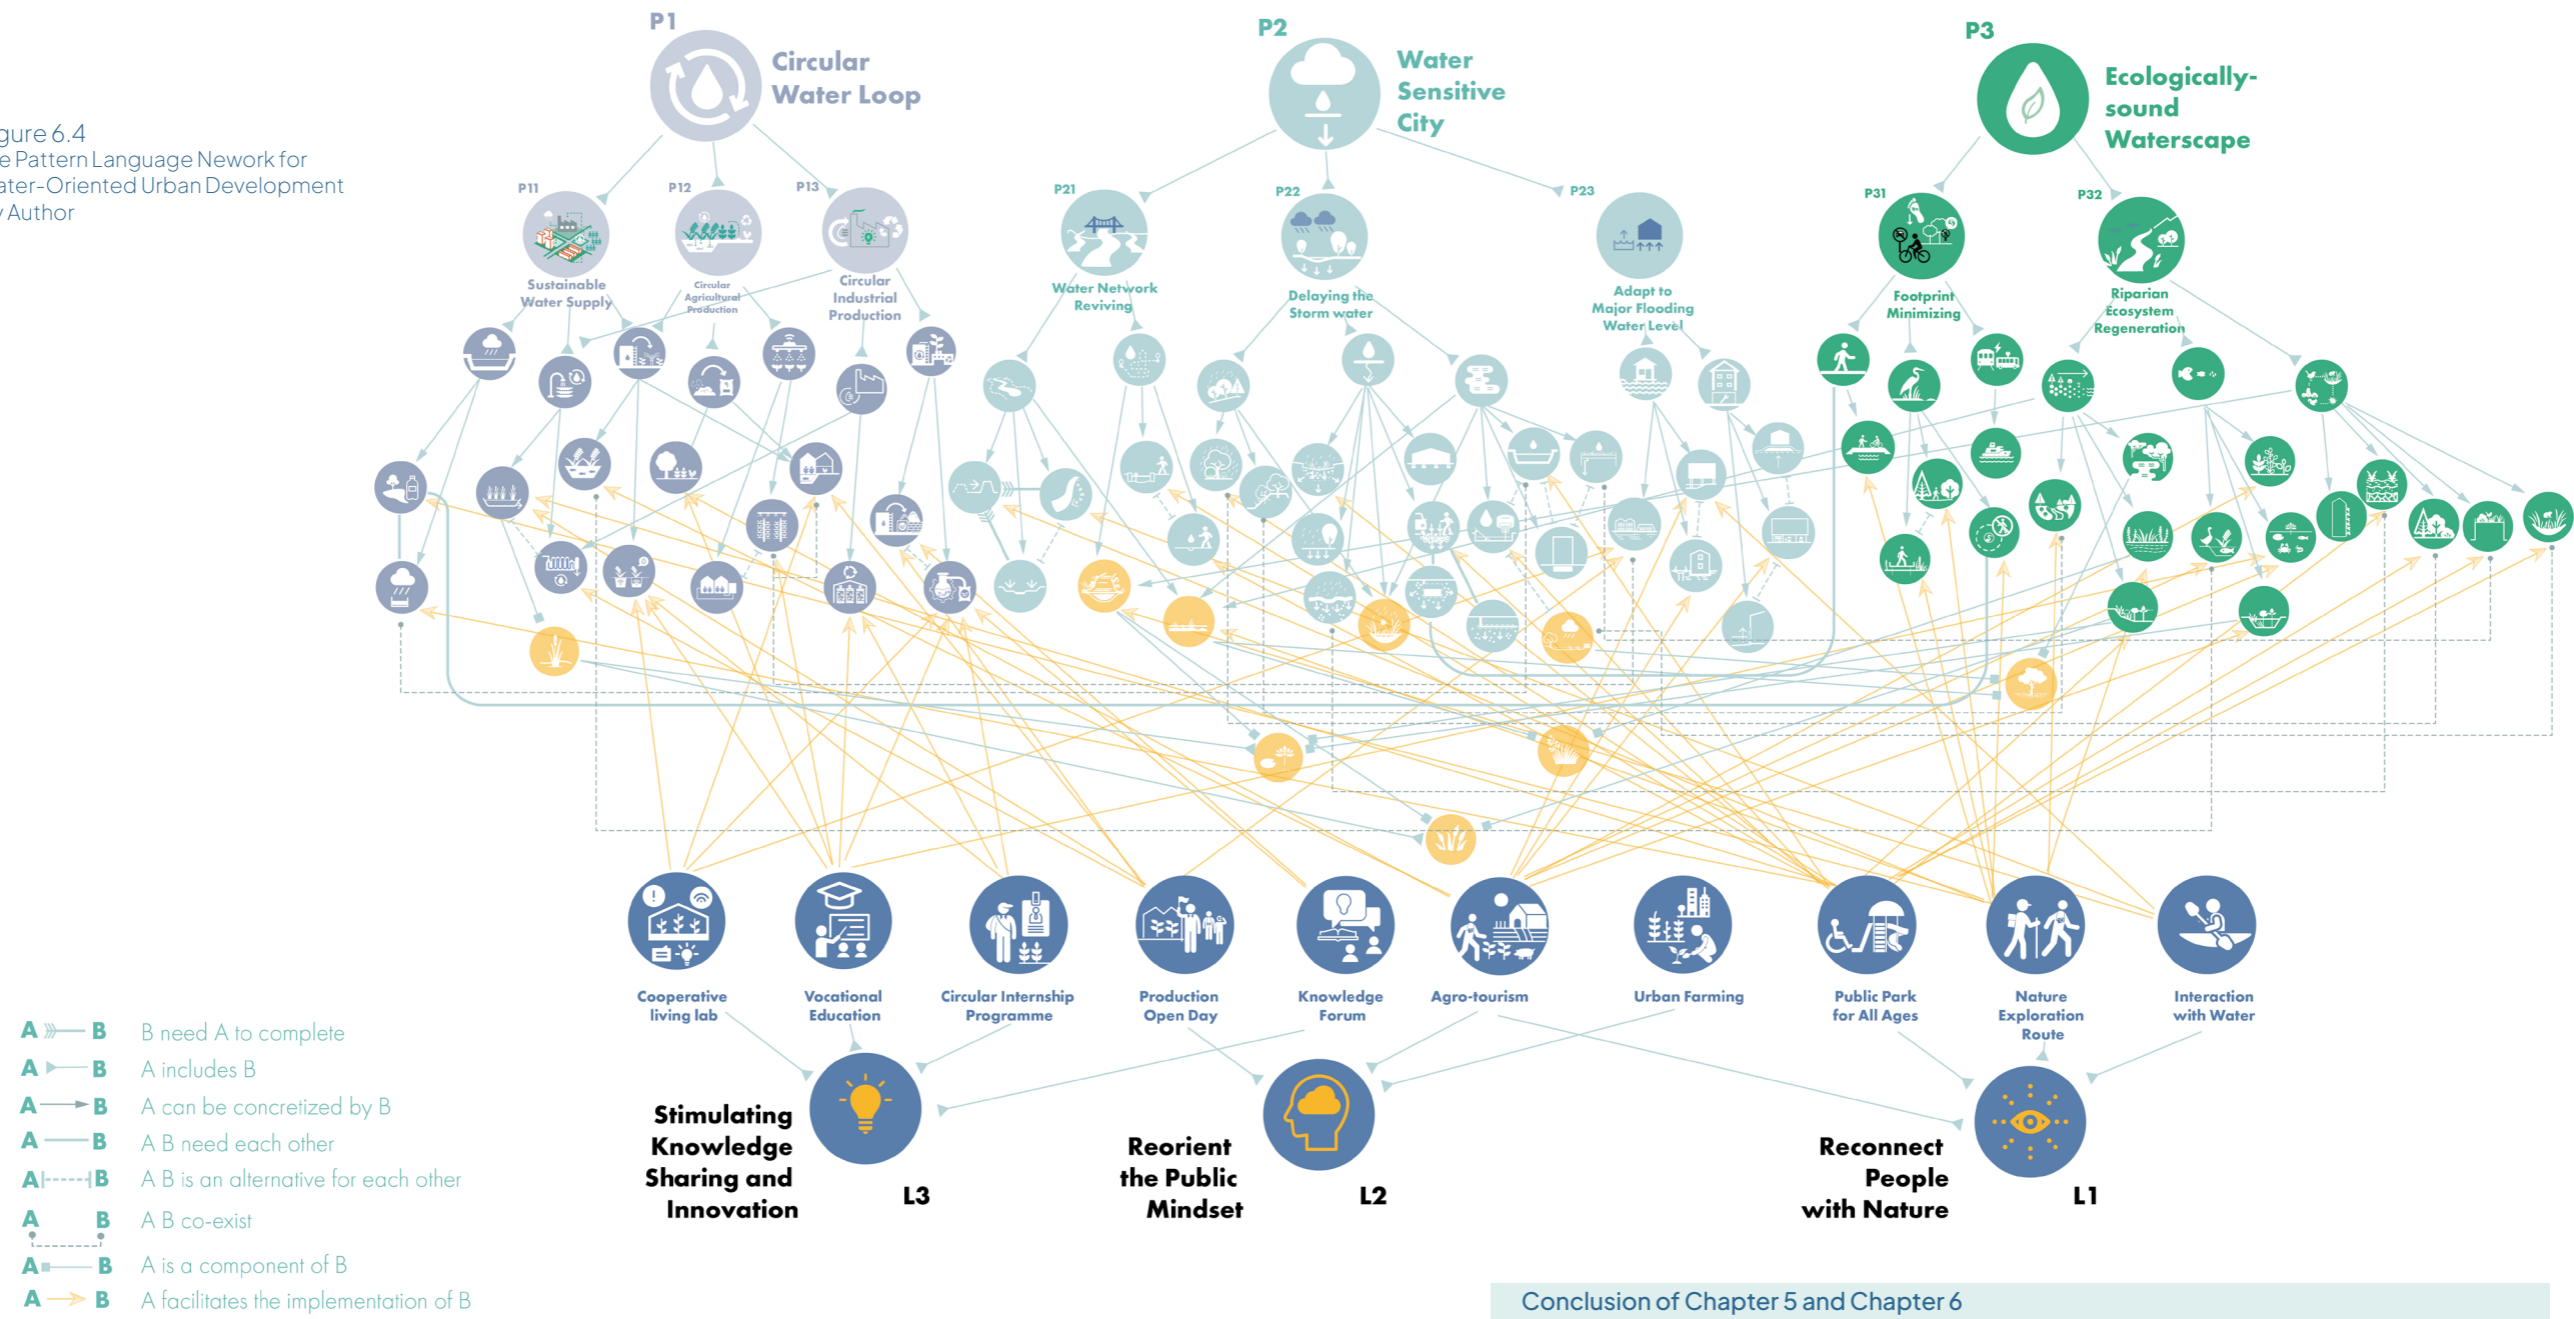 P1
Circular
Water Loop
P2
Water
Sensitive
City
P3
Ecologically-
sound
Waterscape
gure 6.4
e Pattern Language Nework for
ater-Oriented Urban Development
y Author
P11
Sustainable
Water Supply
P12
Circular
Agricultural
Production
P13
Circular
Industrial
Production
P21
Water Network
Reviving
P22
Delaying the
Storm water
P23
Adapt to
Major Flooding
Water Level
P31
Footprint
Minimizing
P32
Riparian
Ecosystem
Regeneration
Cooperative
living lab
Vocational
Education
Circular Internship
Programme
Production
Open Day
Knowledge
Forum
Agro-tourism
Urban Farming
Public Park
for All Ages
Nature
Exploration
Route
Interaction
with Water
Stimulating
Knowledge
Sharing and
Innovation
L3
Reorient
the Public
Mindset
L2
Reconnect
People
with Nature
L1
A B B need A to complete
A B A includes B
A B A can be concretized by B
A B A B need each other
A B A B is an alternative for each other
A B A B co-exist
A B A is a component of B
A B A facilitates the implementation of B
Conclusion of Chapter 5 and Chapter 6